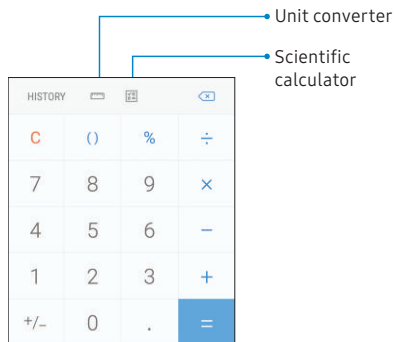 Unit converter
Scientific
calculator
HISTORY
C () % ÷
7 8 9 ×
4 5 6 −
1 2 3 +
+/− 0 . =